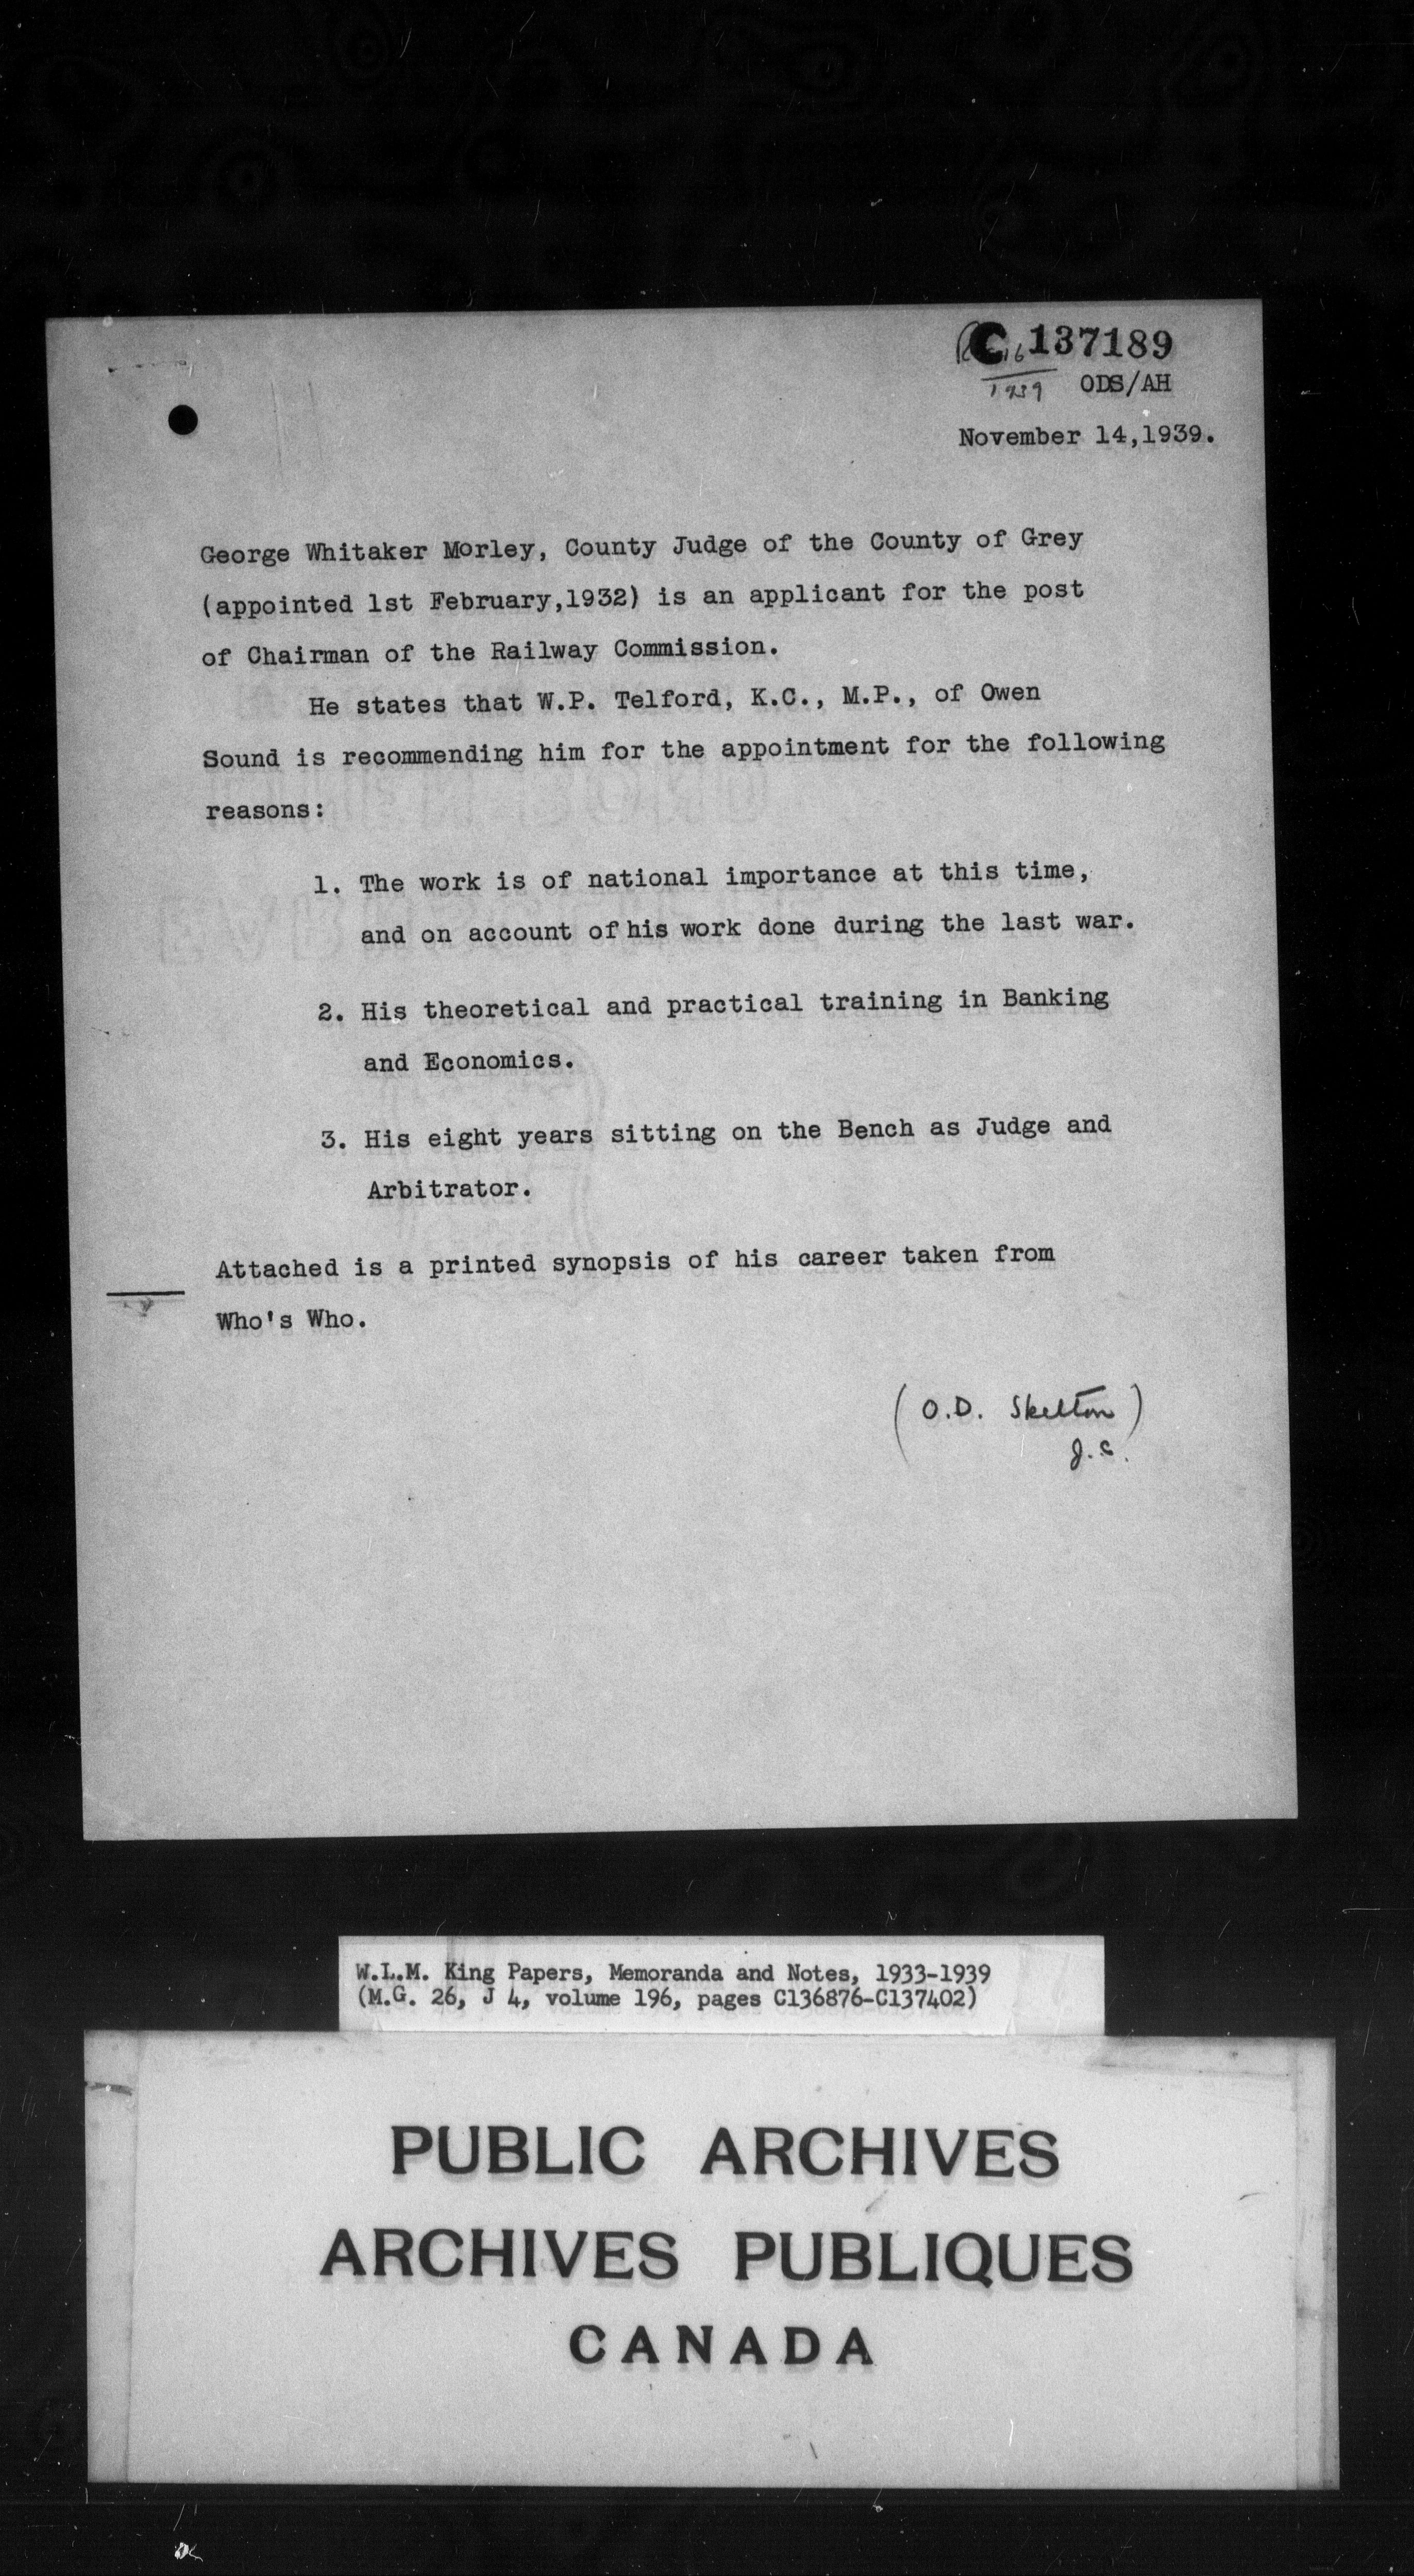 C 137189
1939 ODS/AH
November 14,1939.
George Whitaker Morley, County Judge of the County of Grey
(appointed 1st February,1932) is an applicant for the post
of Chairman of the Railway Commission.
He states that W.P. Telford, K.C., M.P., of Owen
Sound is recommending him for the appointment for the following
reasons:
1. The work is of national importance at this time,
and on account of his work done during the last war.
2. His theoretical and practical training in Banking
and Economics.
3. His eight years sitting on the Bench as Judge and
Arbitrator.
Attached is a printed synopsis of his career taken from
Who's Who.
(O.D. Skelton)
J.C.
W.L.M. King Papers, Memoranda and Notes, 1933-1939
(M.G. 26, J 4, volume 196, pages C136876-C137402)
PUBLIC ARCHIVES
ARCHIVES PUBLIQUES
CANADA